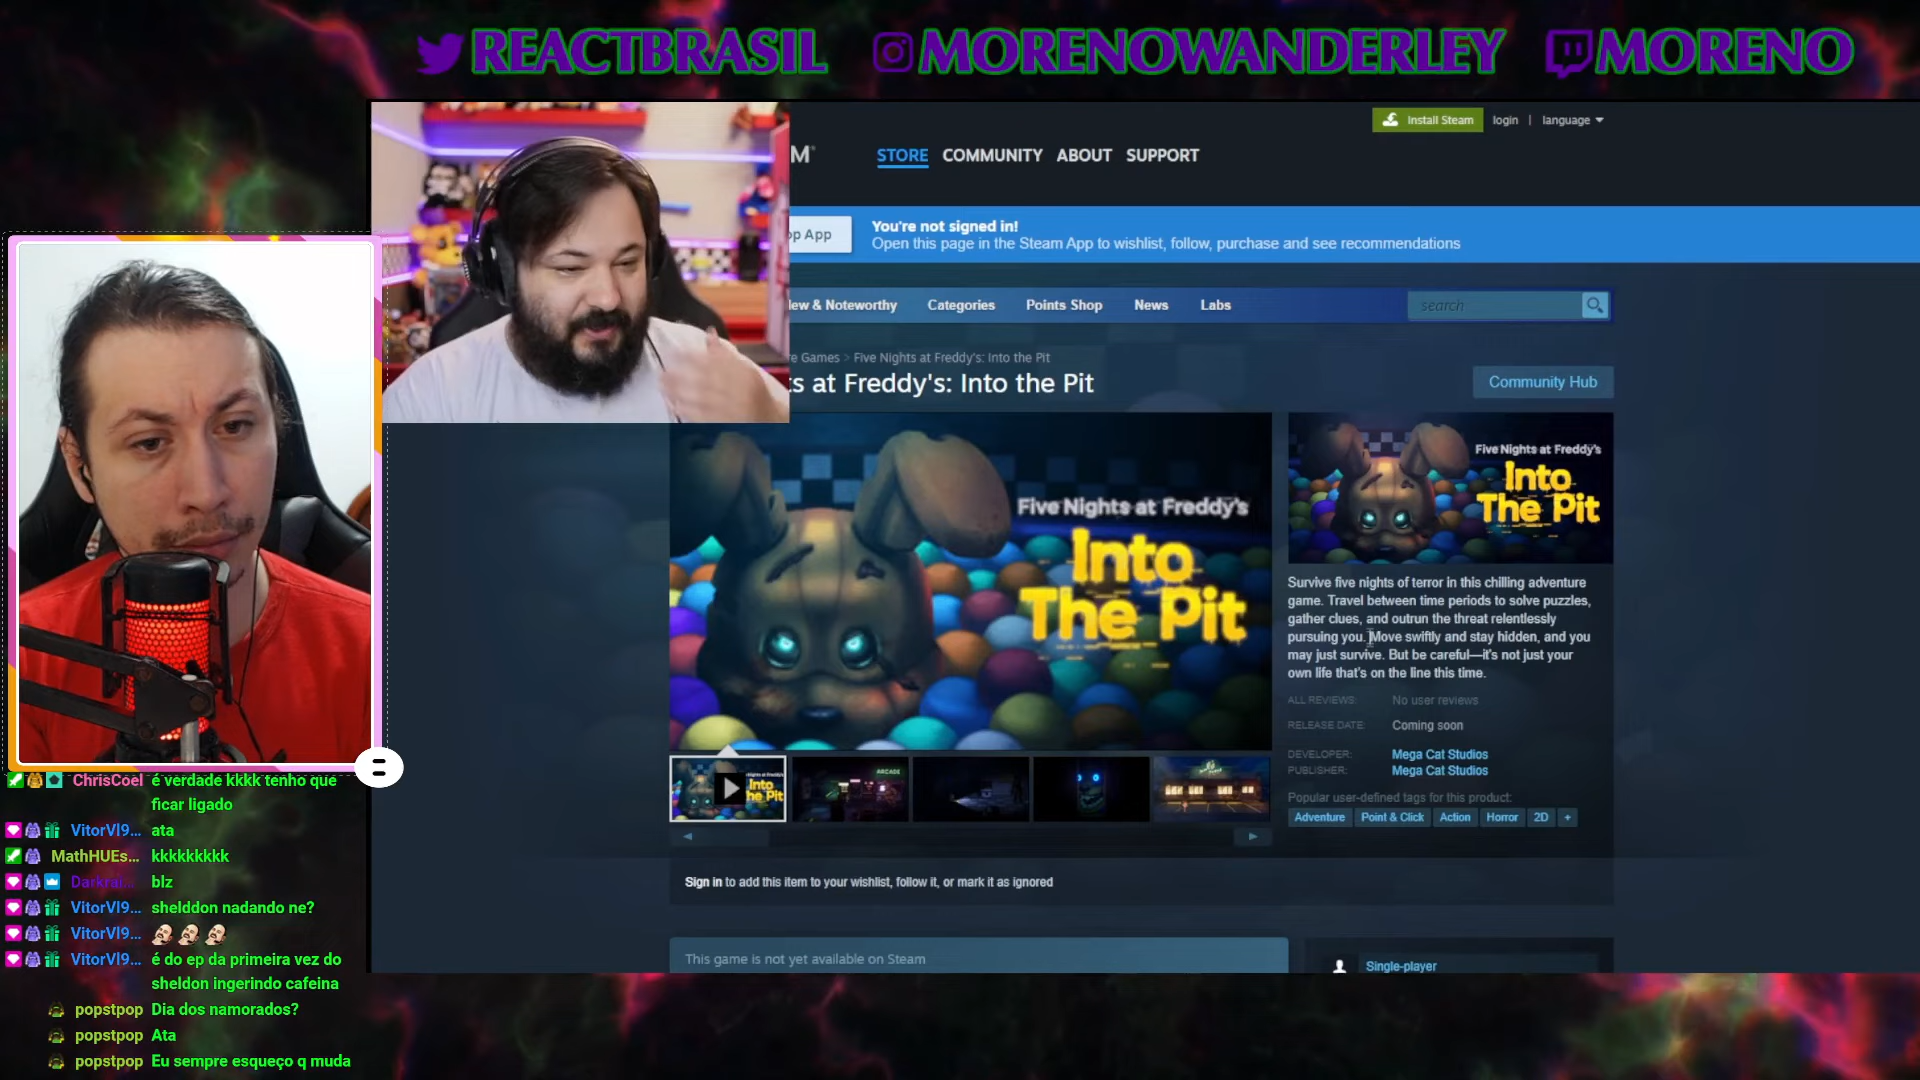 REACTBRASIL MORENOWANDERLEY MORENO
Install Steam login | language
M®
STORE COMMUNITY ABOUT SUPPORT
op App
You're not signed in!
Open this page in the Steam App to wishlist, follow, purchase and see recommendations
ew & Noteworthy Categories Points Shop News Labs search
re Games > Five Nights at Freddy's: Into the Pit
ts at Freddy's: Into the Pit
Community Hub
Five Nights at Freddy's
Into
The Pit
Five Nights at Freddy's
Into
The Pit
Survive five nights of terror in this chilling adventure
game. Travel between time periods to solve puzzles,
gather clues, and outrun the threat relentlessly
pursuing you. Move swiftly and stay hidden, and you
may just survive. But be careful—it's not just your
own life that's on the line this time.
ALL REVIEWS: No user reviews
RELEASE DATE: Coming soon
DEVELOPER: Mega Cat Studios
PUBLISHER: Mega Cat Studios
Popular user-defined tags for this product:
Adventure Point & Click Action Horror 2D +
Into
he Pit
ARCADE
Sign in to add this item to your wishlist, follow it, or mark it as ignored
This game is not yet available on Steam
Single-player
ChrisCoel é verdade kkkk tenho que
ficar ligado
VitorVl9... ata
MathHUEs... kkkkkkkkk
Darkrai... blz
VitorVl9... shelddon nadando ne?
VitorVl9...
VitorVl9... é do ep da primeira vez do
sheldon ingerindo cafeina
popstpop Dia dos namorados?
popstpop Ata
popstpop Eu sempre esqueço q muda